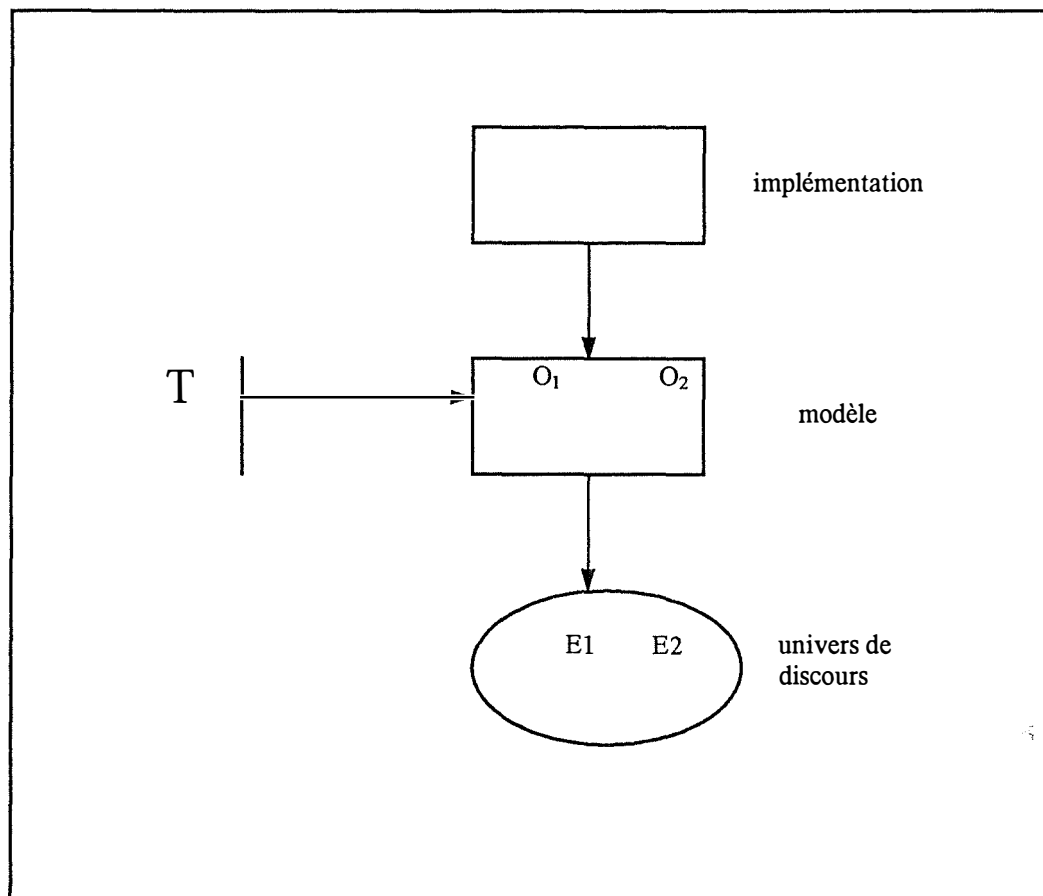 implémentation
T
O₁ O₂
modèle
E1 E2
univers de
discours